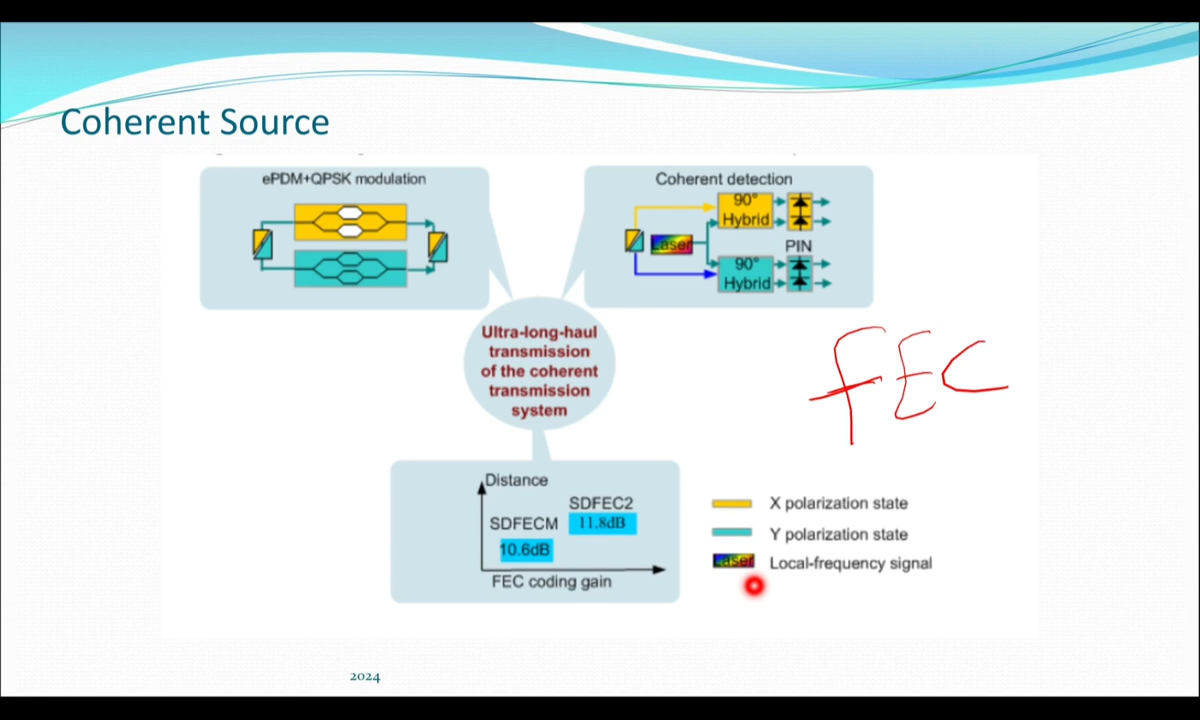 Coherent Source
ePDM+QPSK modulation
Coherent detection
90°
Hybrid
Laser
PIN
90°
Hybrid
Ultra-long-haul
transmission
of the coherent
transmission
system
FEC
Distance
SDFEC2
11.8dB
SDFECM
10.6dB
FEC coding gain
X polarization state
Y polarization state
Laser Local-frequency signal
2024